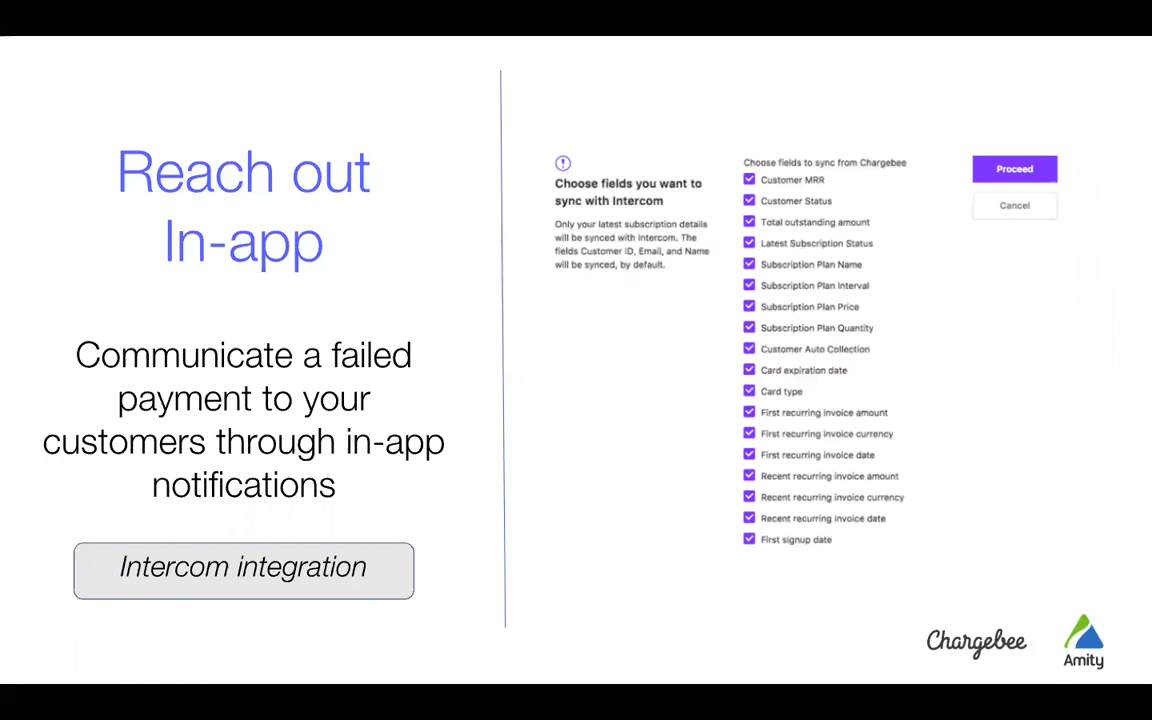 Reach out
In-app
Communicate a failed
payment to your
customers through in-app
notifications
Intercom integration
Choose fields you want to
sync with Intercom
Only your latest subscription details
will be synced with Intercom. The
fields Customer ID, Email, and Name
will be synced, by default.
Choose fields to sync from Chargebee
Customer MRR
Customer Status
Total outstanding amount
Latest Subscription Status
Subscription Plan Name
Subscription Plan Interval
Subscription Plan Price
Subscription Plan Quantity
Customer Auto Collection
Card expiration date
Card type
First recurring invoice amount
First recurring invoice currency
First recurring invoice date
Recent recurring invoice amount
Recent recurring invoice currency
Recent recurring invoice date
First signup date
Proceed
Cancel
Chargebee
Amity